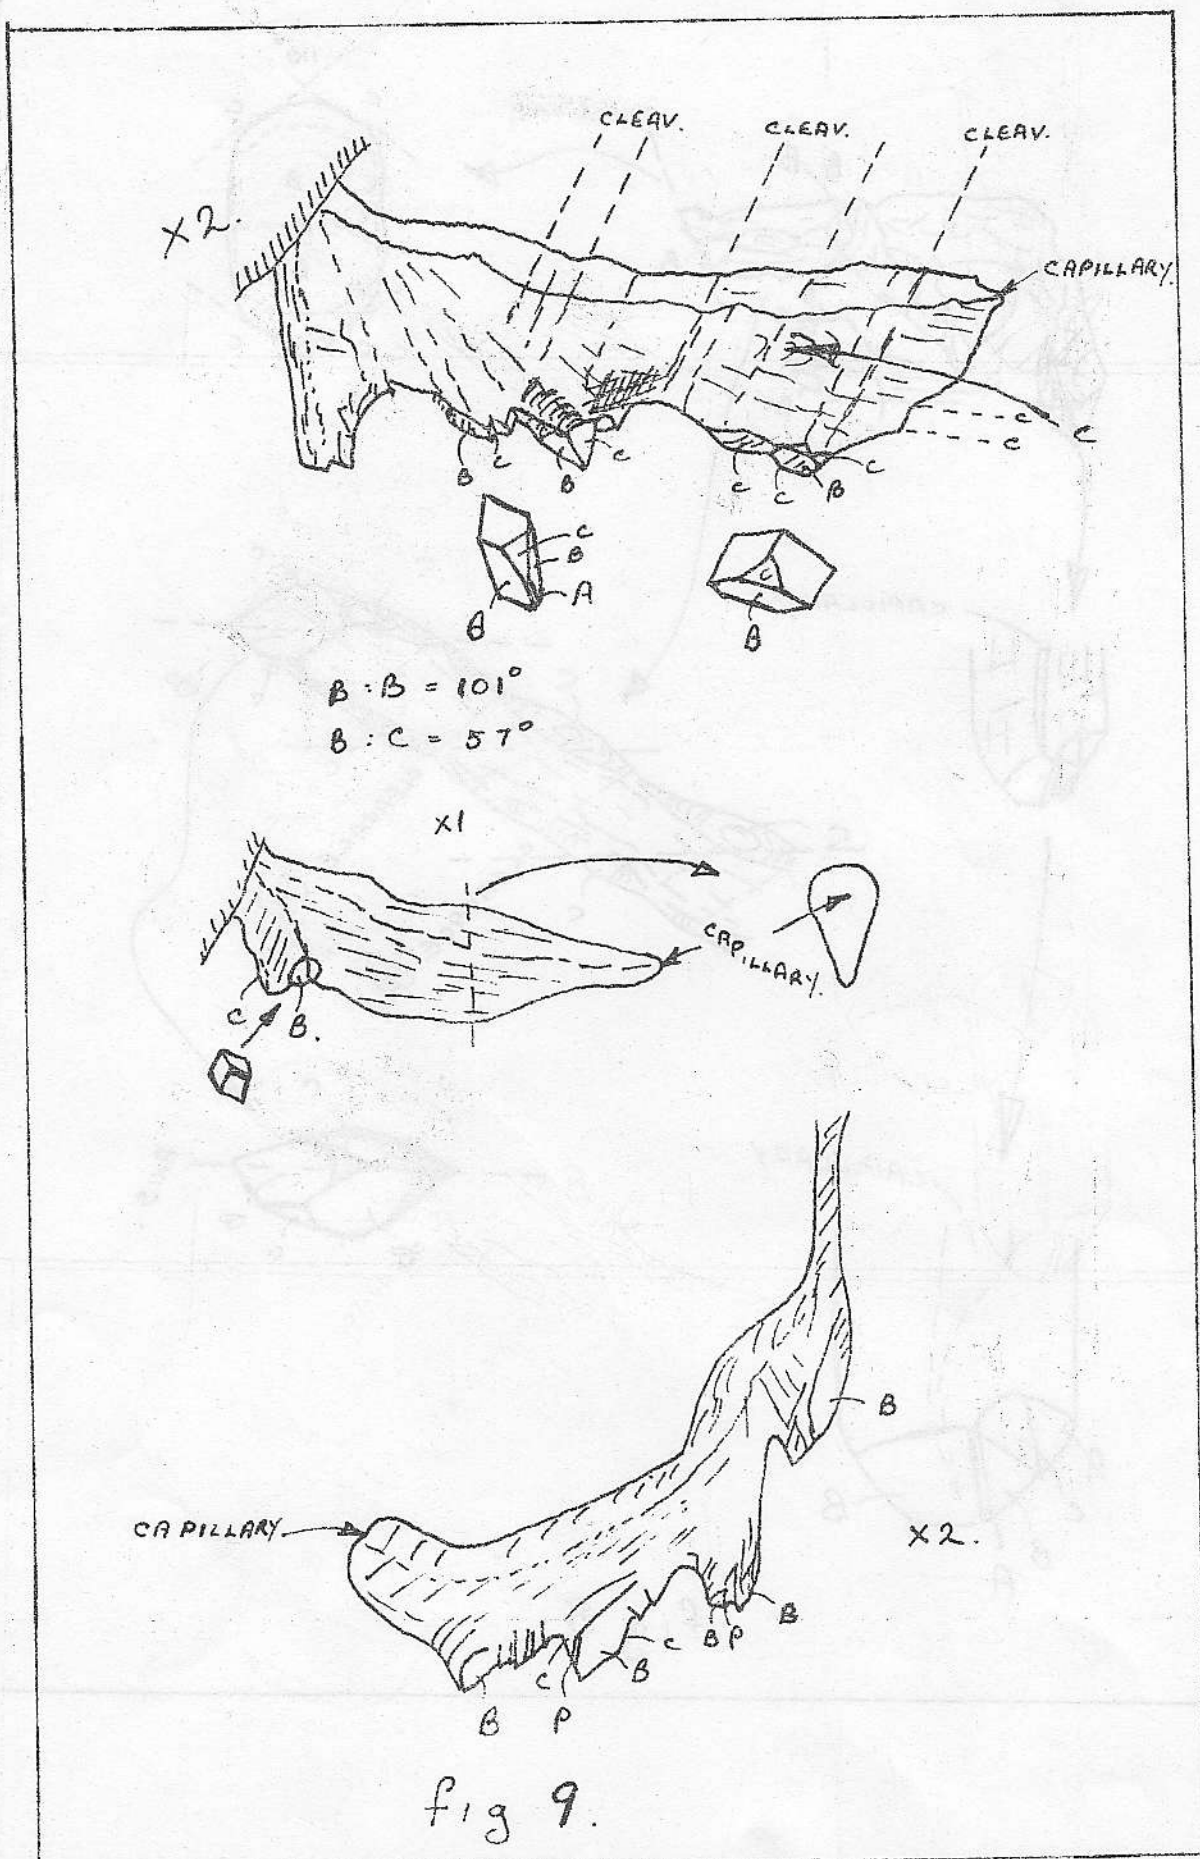 CLEAV. CLEAV. CLEAV.
X2.
CAPILLARY.
C
C
C
B C B C C C B C
C
B
A
B
C
B
B : B = 101°
B : C = 57°
X1
CAPILLARY.
C B.
B
CAPILLARY
X2.
B
C B P
C B
B P
fig 9.